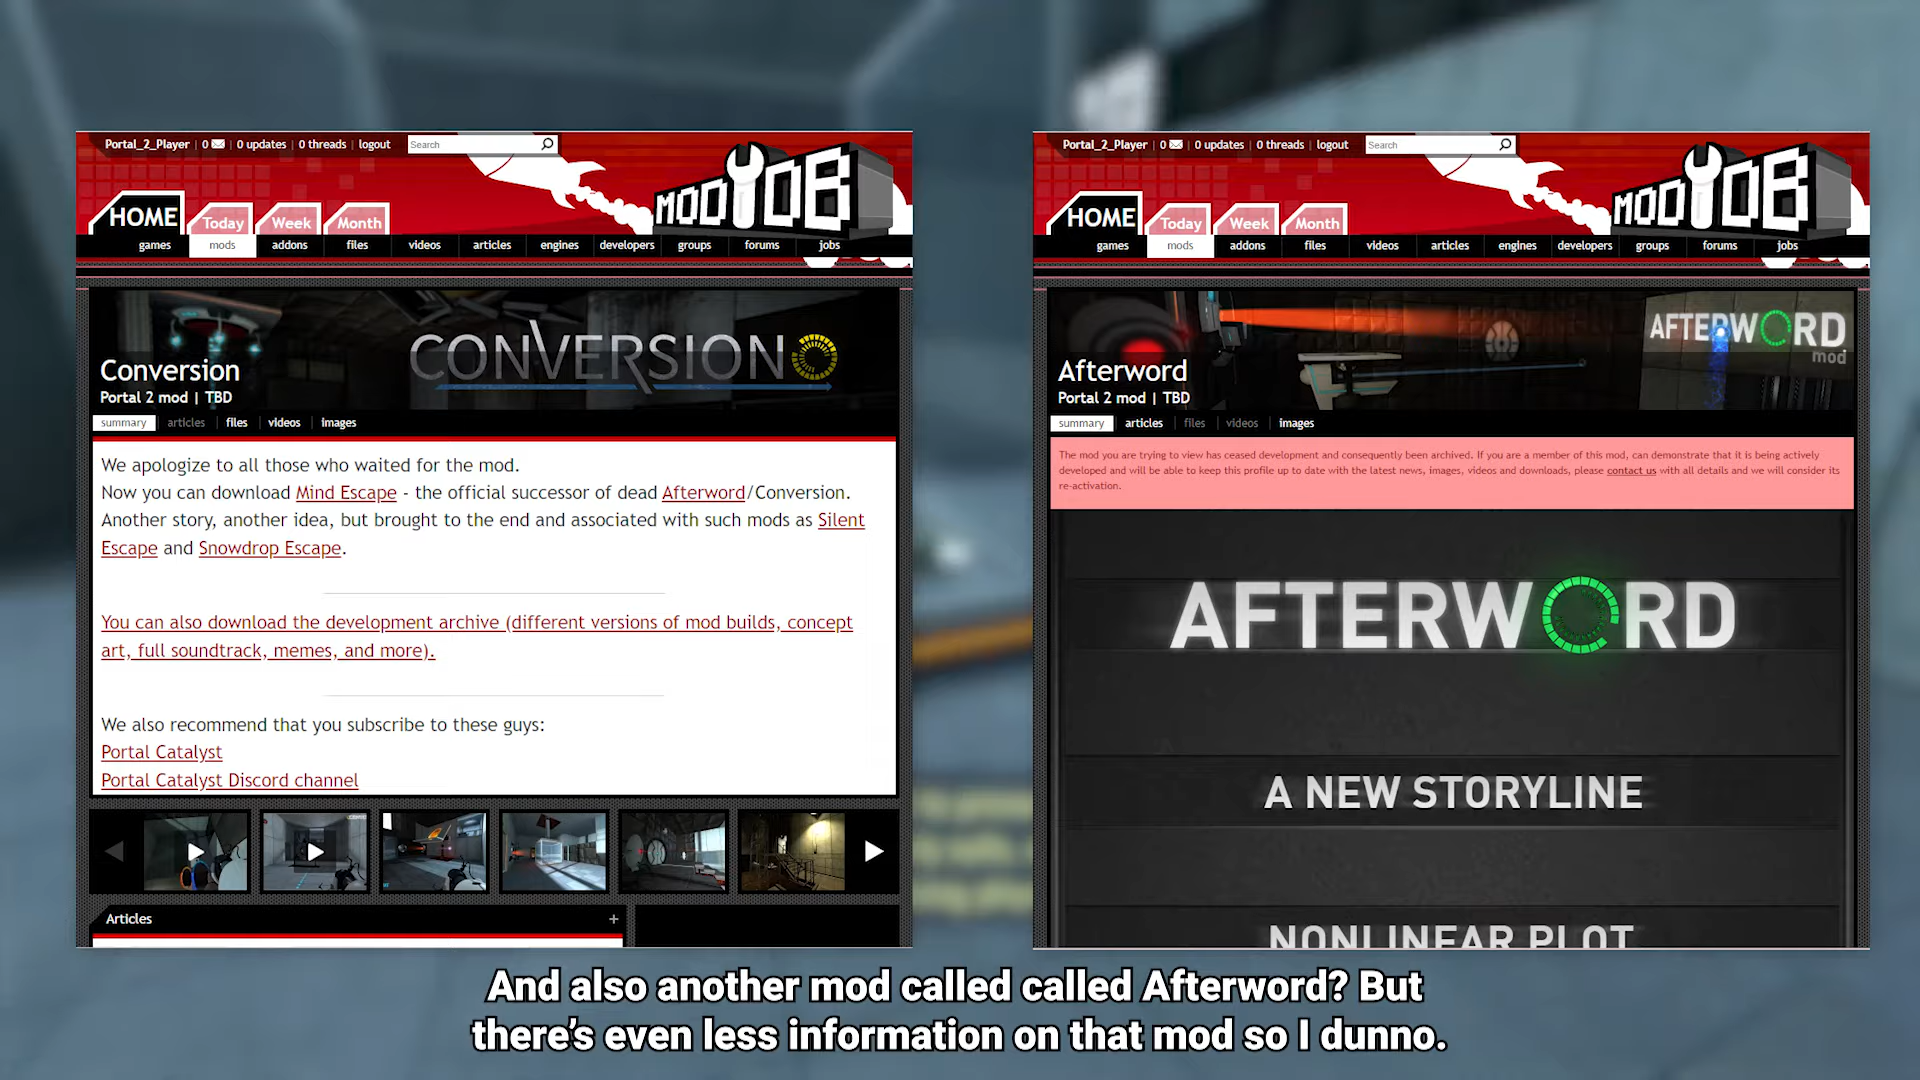 Portal_2_Player | 0 | 0 updates | 0 threads | logout
Search
MODDB
HOME
Today
Week
Month
games
mods
addons
files
videos
articles
engines
developers
groups
forums
jobs
CONVERSION
Conversion
Portal 2 mod | TBD
summary
articles
files
videos
images
We apologize to all those who waited for the mod.
Now you can download Mind Escape - the official successor of dead Afterword/Conversion.
Another story, another idea, but brought to the end and associated with such mods as Silent
Escape and Snowdrop Escape.
You can also download the development archive (different versions of mod builds, concept
art, full soundtrack, memes, and more).
We also recommend that you subscribe to these guys:
Portal Catalyst
Portal Catalyst Discord channel
Articles
+
Portal_2_Player | 0 | 0 updates | 0 threads | logout
Search
MODDB
HOME
Today
Week
Month
games
mods
addons
files
videos
articles
engines
developers
groups
forums
jobs
AFTERWORD
mod
Afterword
Portal 2 mod | TBD
summary
articles
files
videos
images
The mod you are trying to view has ceased development and consequently been archived. If you are a member of this mod, can demonstrate that it is being actively
developed and will be able to keep this profile up to date with the latest news, images, videos and downloads, please contact us with all details and we will consider its
re-activation.
AFTERWORD
A NEW STORYLINE
NONLINEAR PLOT
And also another mod called called Afterword? But
there's even less information on that mod so I dunno.